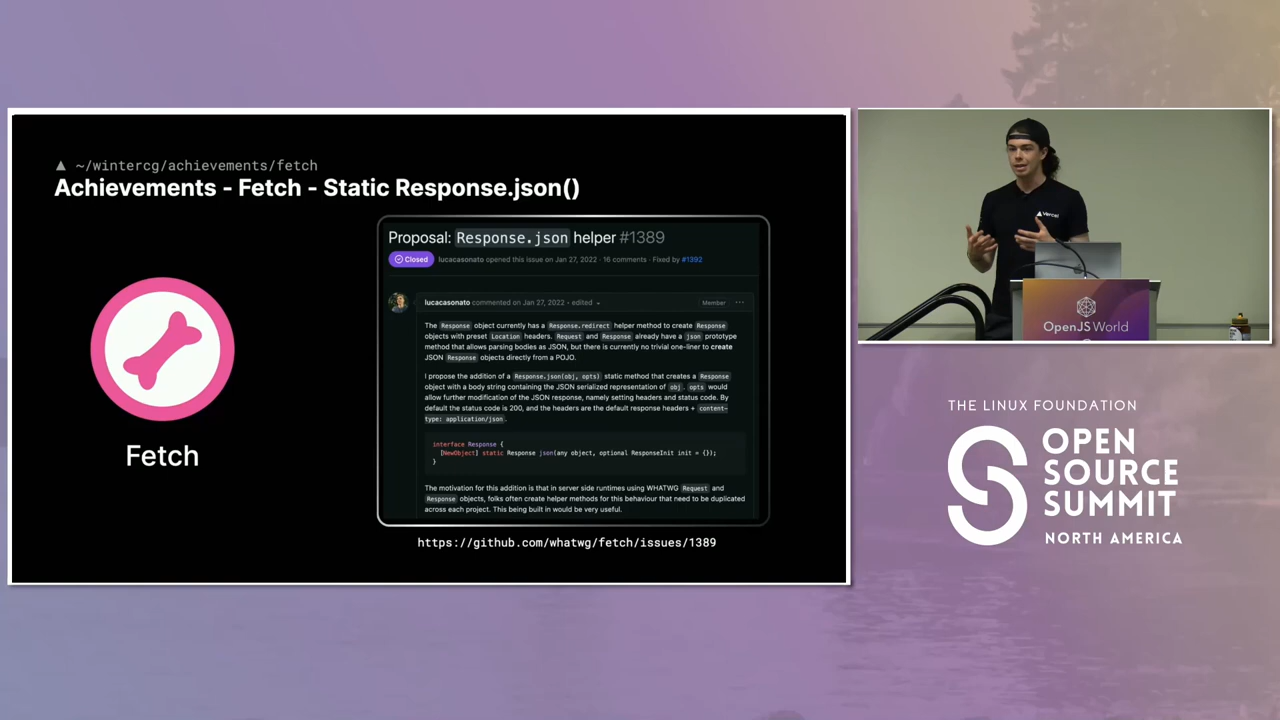 ▲ ~/wintercg/achievements/fetch
Achievements - Fetch - Static Response.json()
Fetch
Proposal: Response.json helper #1389
Closed lucacasonato opened this issue on Jan 27, 2022 · 16 comments · Fixed by #1392
lucacasonato commented on Jan 27, 2022 · edited Member ···
The Response object currently has a Response.redirect helper method to create Response
objects with preset Location headers. Request and Response already have a json prototype
method that allows parsing bodies as JSON, but there is currently no trivial one-liner to create
JSON Response objects directly from a POJO.
I propose the addition of a Response.json(obj, opts) static method that creates a Response
object with a body string containing the JSON serialized representation of obj. opts would
allow further modification of the JSON response, namely setting headers and status code. By
default the status code is 200, and the headers are the default response headers + content-
type: application/json.
interface Response {
[NewObject] static Response json(any object, optional ResponseInit init = {});
}
The motivation for this addition is that in server side runtimes using WHATWG Request and
Response objects, folks often create helper methods for this behaviour that need to be duplicated
across each project. This being built in would be very useful.
https://github.com/whatwg/fetch/issues/1389
Vercel
OpenJS World
THE LINUX FOUNDATION
OPEN
SOURCE
SUMMIT
NORTH AMERICA